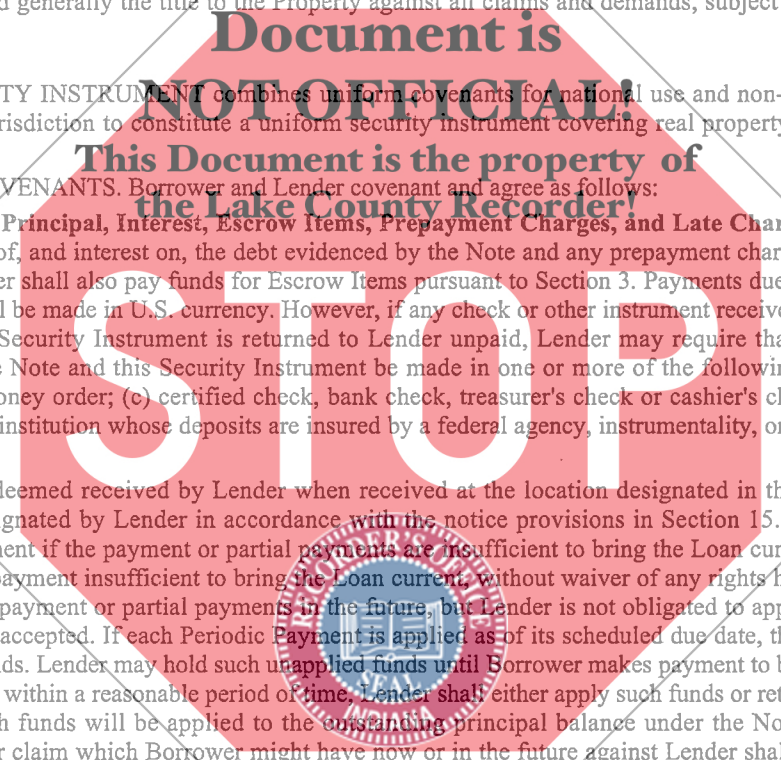 generally the title to the Property against all claims and demands, subject
Document is
TY INSTRUMENT combines uniform covenants for national use and non-
NOT OFFICIAL!
risdiction to constitute a uniform security instrument covering real property
This Document is the property of
VENANTS. Borrower and Lender covenant and agree as follows:
the Lake County Recorder!
Principal, Interest, Escrow Items, Prepayment Charges, and Late Char
of, and interest on, the debt evidenced by the Note and any prepayment char
er shall also pay funds for Escrow Items pursuant to Section 3. Payments due
l be made in U.S. currency. However, if any check or other instrument receive
Security Instrument is returned to Lender unpaid, Lender may require tha
e Note and this Security Instrument be made in one or more of the followin
oney order; (c) certified check, bank check, treasurer's check or cashier's c
institution whose deposits are insured by a federal agency, instrumentality, or
STOP
deemed received by Lender when received at the location designated in th
gnated by Lender in accordance with the notice provisions in Section 15.
ment if the payment or partial payments are insufficient to bring the Loan cur
payment insufficient to bring the Loan current, without waiver of any rights h
payment or partial payments in the future, but Lender is not obligated to app
accepted. If each Periodic Payment is applied as of its scheduled due date, th
ds. Lender may hold such unapplied funds until Borrower makes payment to b
within a reasonable period of time, Lender shall either apply such funds or ret
h funds will be applied to the outstanding principal balance under the No
r claim which Borrower might have now or in the future against Lender shal
RECORDER'S OFFICE
SEAL
INDIANA